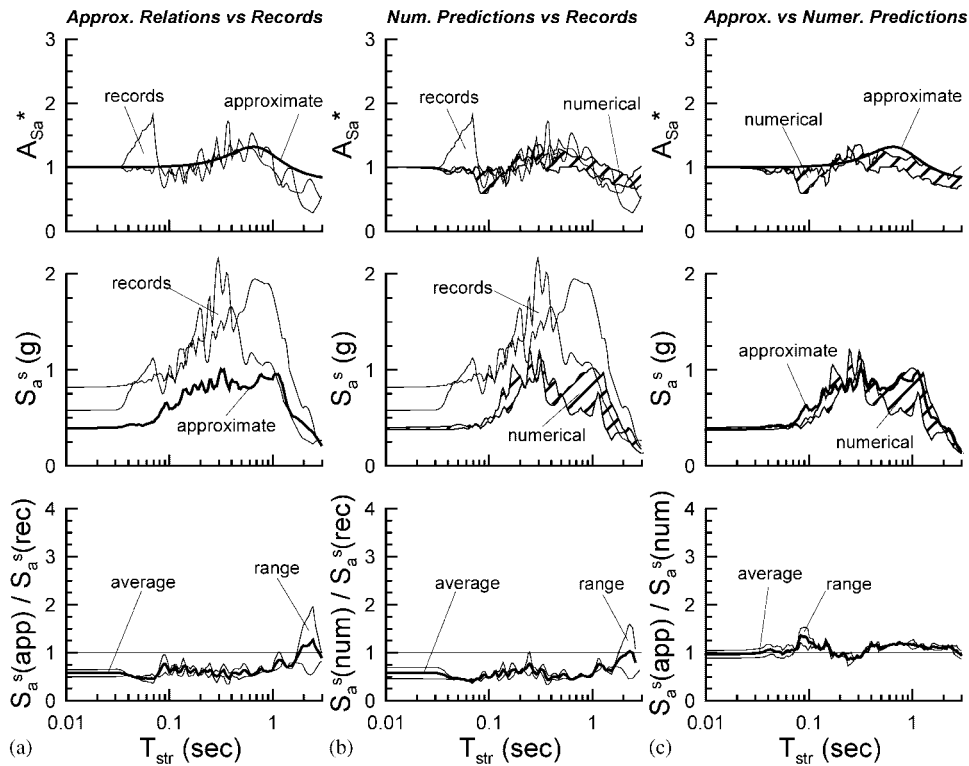 Approx. Relations vs Records
Num. Predictions vs Records
Approx. vs Numer. Predictions
A_Sa*
3
2
1
0
records
approximate
A_Sa*
3
2
1
0
records
numerical
A_Sa*
3
2
1
0
numerical
approximate
S_a^s (g)
2
1
0
records
approximate
S_a^s (g)
2
1
0
records
numerical
S_a^s (g)
2
1
0
approximate
numerical
S_a^s(app) / S_a^s(rec)
4
3
2
1
0
average
range
S_a^s(num) / S_a^s(rec)
4
3
2
1
0
average
range
S_a^s(app) / S_a^s(num)
4
3
2
1
0
average
range
0.01 0.1 1
0.01 0.1 1
0.01 0.1 1
(a) T_str (sec)
(b) T_str (sec)
(c) T_str (sec)